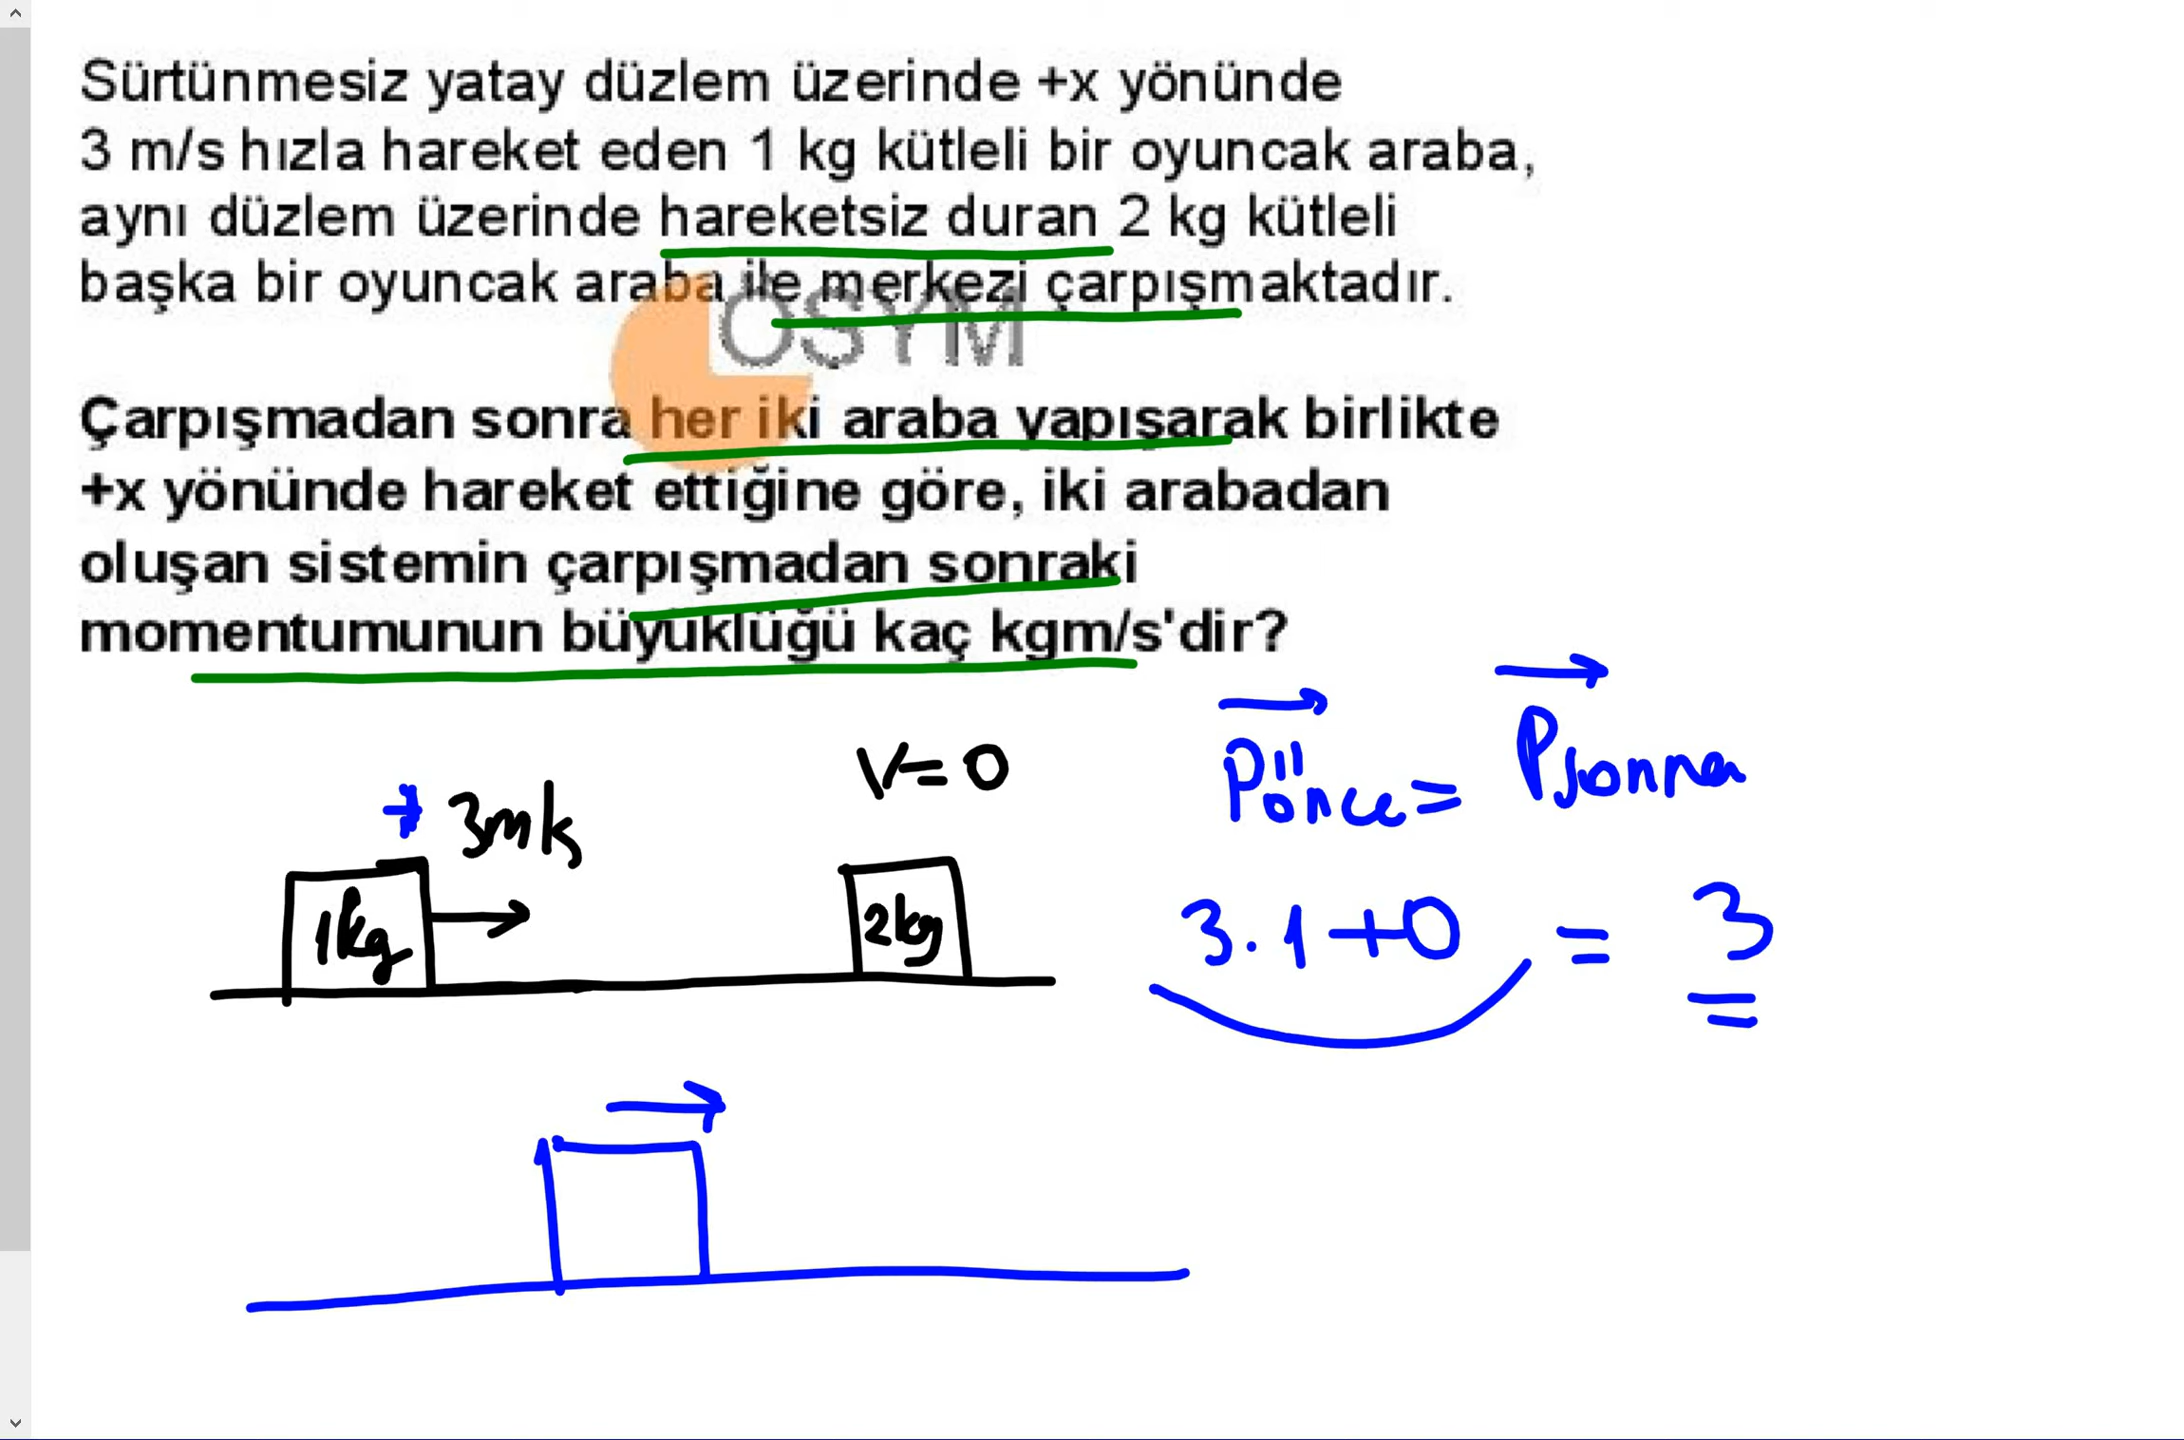 Sürtünmesiz yatay düzlem üzerinde +x yönünde
3 m/s hızla hareket eden 1 kg kütleli bir oyuncak araba,
aynı düzlem üzerinde hareketsiz duran 2 kg kütleli
başka bir oyuncak araba ile merkezi çarpışmaktadır.
ÖSYM
Çarpışmadan sonra her iki araba yapışarak birlikte
+x yönünde hareket ettiğine göre, iki arabadan
oluşan sistemin çarpışmadan sonraki
momentumunun büyüklüğü kaç kgm/s'dir?
Pönce = Psonra
V=0
+ 3m/s
1kg
2kg
3.1+0 = 3